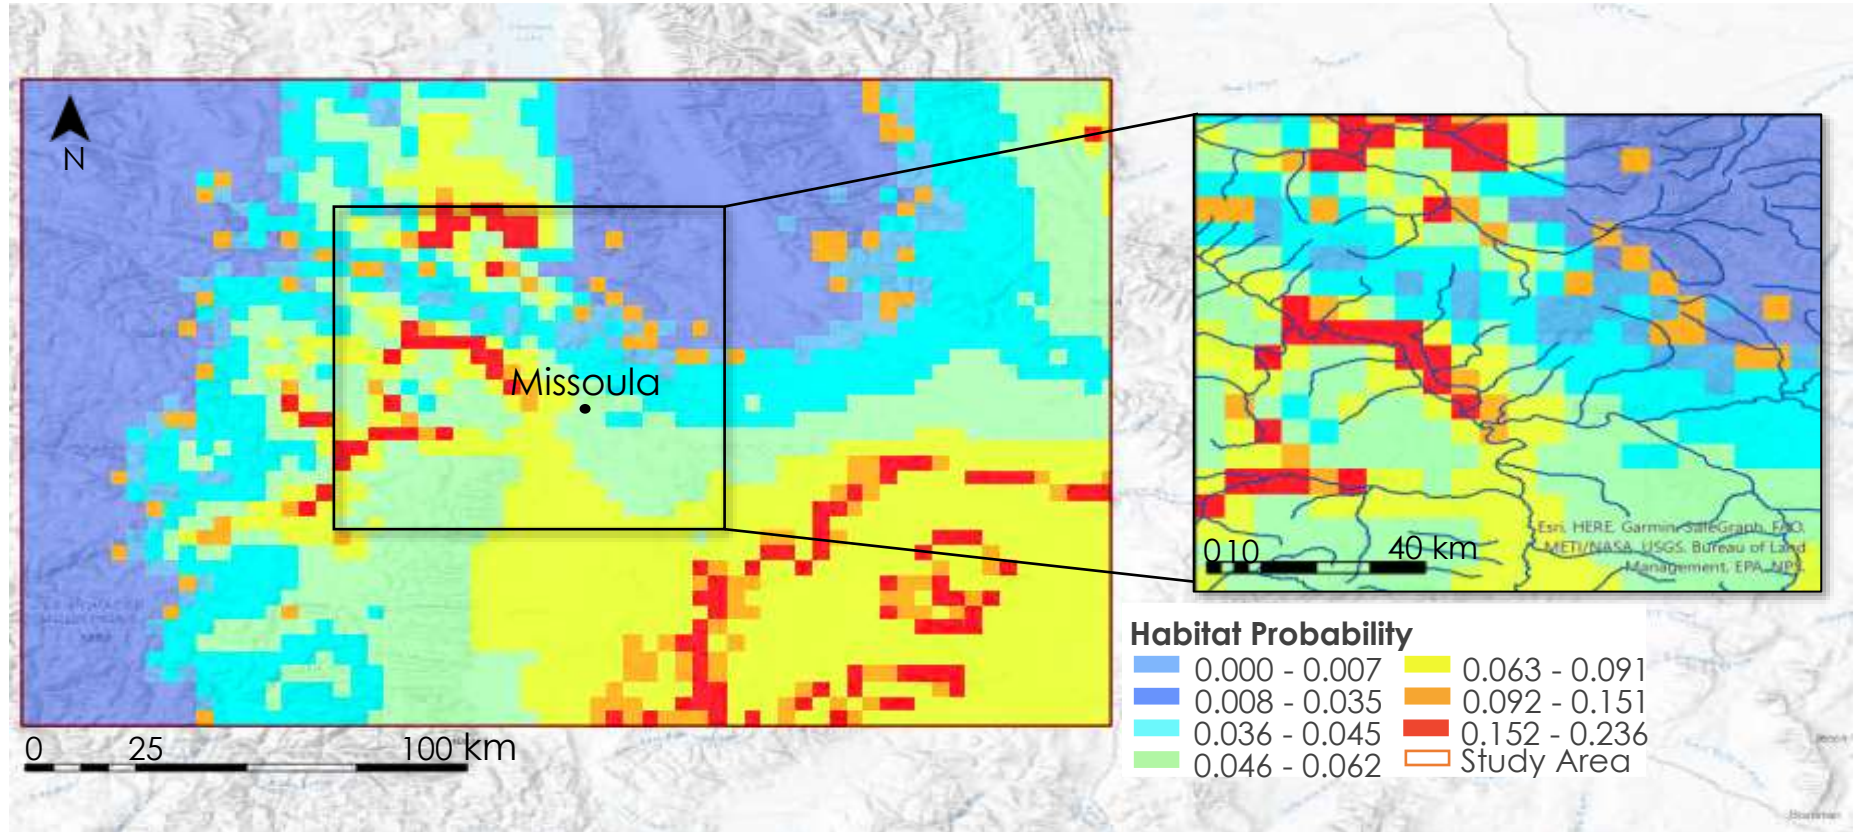 N
Missoula
0 25 100 km
0 10 40 km
Esri, HERE, Garmin, SafeGraph, FAO,
METI/NASA, USGS, Bureau of Land
Management, EPA, NPS,
Habitat Probability
0.000 - 0.007
0.008 - 0.035
0.036 - 0.045
0.046 - 0.062
0.063 - 0.091
0.092 - 0.151
0.152 - 0.236
Study Area